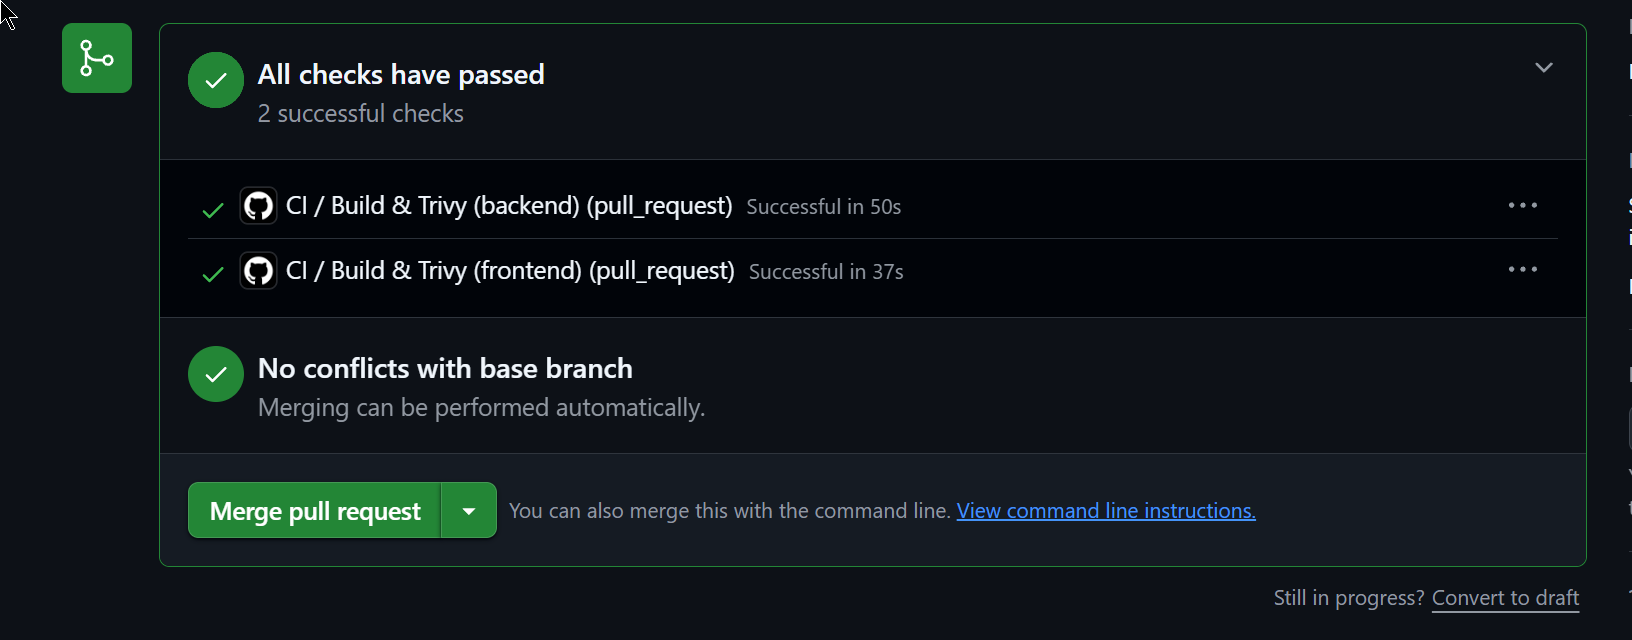 All checks have passed
2 successful checks
CI / Build & Trivy (backend) (pull_request) Successful in 50s
CI / Build & Trivy (frontend) (pull_request) Successful in 37s
No conflicts with base branch
Merging can be performed automatically.
Merge pull request You can also merge this with the command line. View command line instructions.
Still in progress? Convert to draft